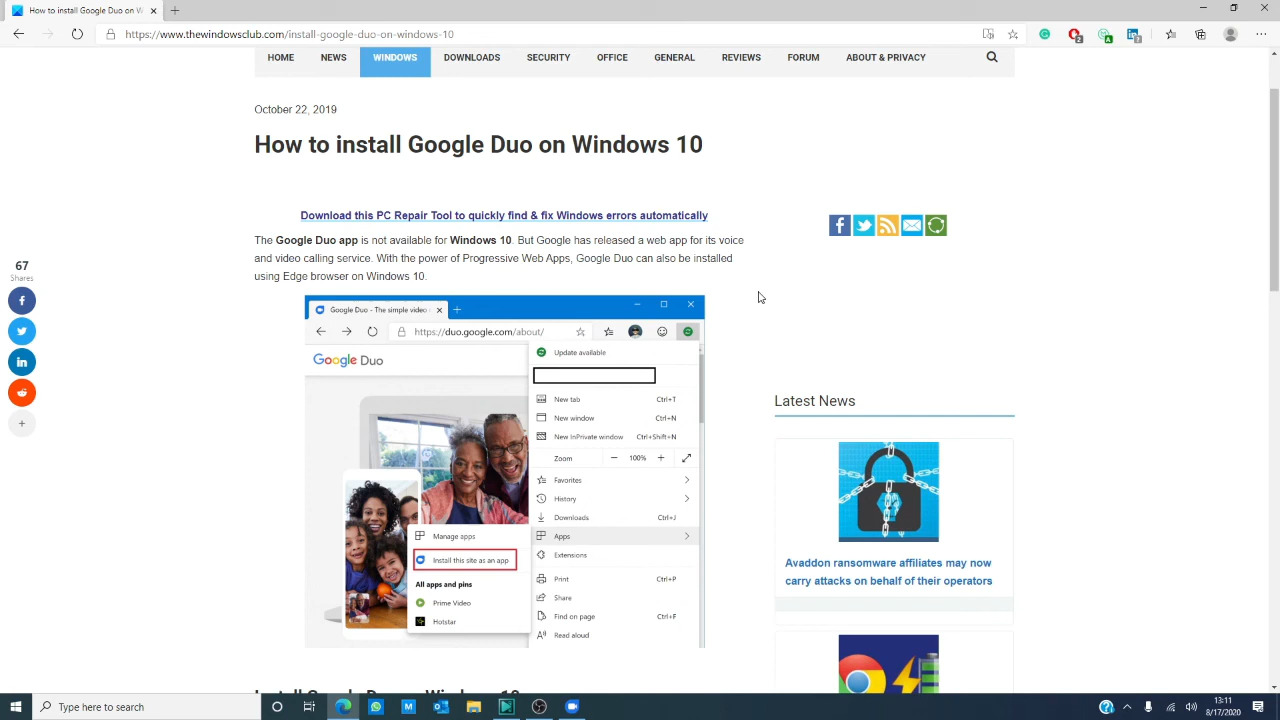 How to install Google Duo on W
https://www.thewindowsclub.com/install-google-duo-on-windows-10
HOME NEWS WINDOWS DOWNLOADS SECURITY OFFICE GENERAL REVIEWS FORUM ABOUT & PRIVACY
October 22, 2019
How to install Google Duo on Windows 10
Download this PC Repair Tool to quickly find & fix Windows errors automatically
The Google Duo app is not available for Windows 10. But Google has released a web app for its voice
and video calling service. With the power of Progressive Web Apps, Google Duo can also be installed
using Edge browser on Windows 10.
67
Shares
Google Duo - The simple video
https://duo.google.com/about/
Google Duo
Update available
New tab Ctrl+T
New window Ctrl+N
New InPrivate window Ctrl+Shift+N
Zoom 100%
Favorites
History
Downloads Ctrl+J
Apps
Extensions
Print Ctrl+P
Share
Find on page Ctrl+F
Read aloud
Manage apps
Install this site as an app
All apps and pins
Prime Video
Hotstar
Latest News
Avaddon ransomware affiliates may now
carry attacks on behalf of their operators
Type here to search
13:11
8/17/2020